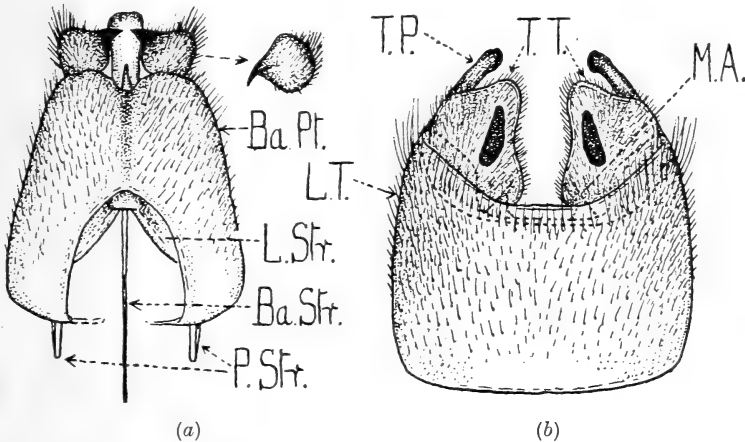 T.P.
T.T.
M.A.
Ba.Pt.
L.T.
L.Str.
Ba.Str.
P.Str.
(a)
(b)